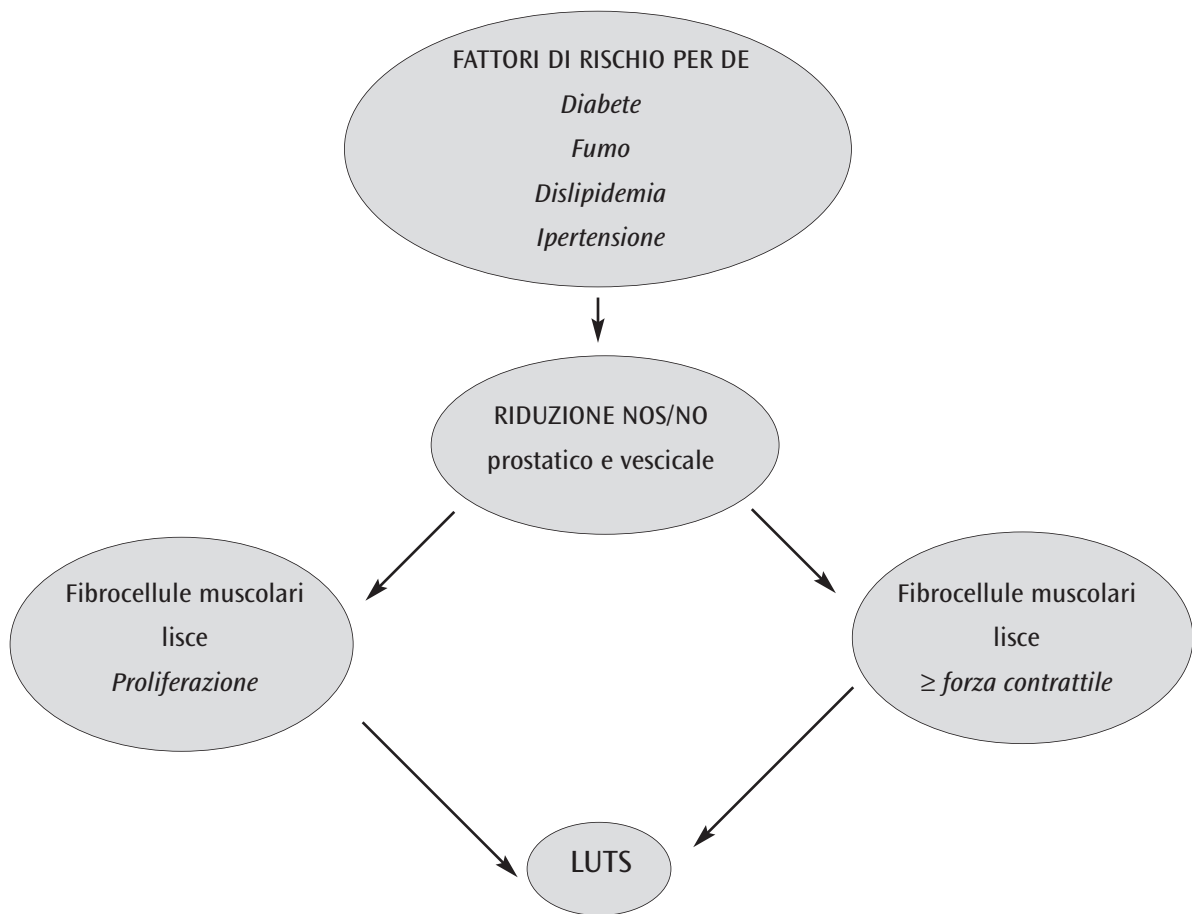 FATTORI DI RISCHIO PER DE
Diabete
Fumo
Dislipidemia
Ipertensione
RIDUZIONE NOS/NO
prostatico e vescicale
Fibrocellule muscolari
lisce
Proliferazione
Fibrocellule muscolari
lisce
≥ forza contrattile
LUTS